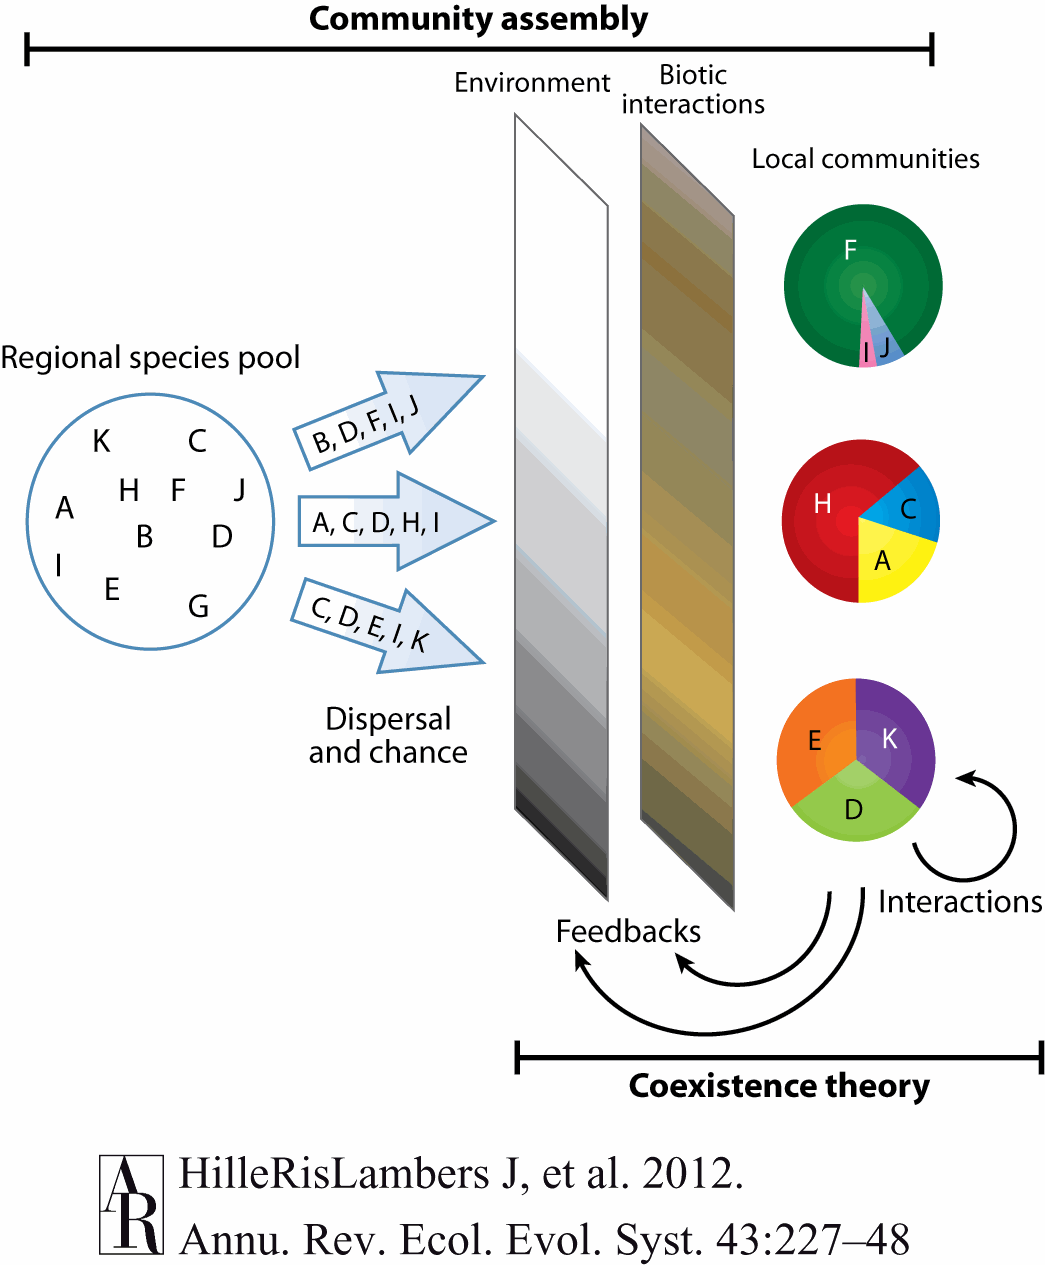 Community assembly
Environment
Biotic
interactions
Local communities
F
I
J
Regional species pool
K
C
H
F
J
A
B
D
I
E
G
B, D, F, I, J
A, C, D, H, I
C, D, E, I, K
Dispersal
and chance
H
C
A
E
K
D
Interactions
Feedbacks
Coexistence theory
AR
HilleRisLambers J, et al. 2012.
Annu. Rev. Ecol. Evol. Syst. 43:227–48